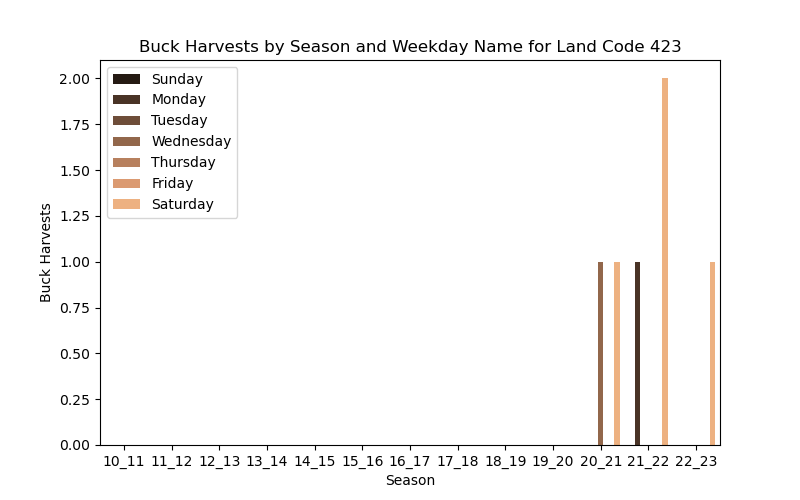 Buck Harvests by Season and Weekday Name for Land Code 423
2.00
1.75
1.50
1.25
1.00
0.75
0.50
0.25
0.00
Buck Harvests
Sunday
Monday
Tuesday
Wednesday
Thursday
Friday
Saturday
10_11 11_12 12_13 13_14 14_15 15_16 16_17 17_18 18_19 19_20 20_21 21_22 22_23
Season